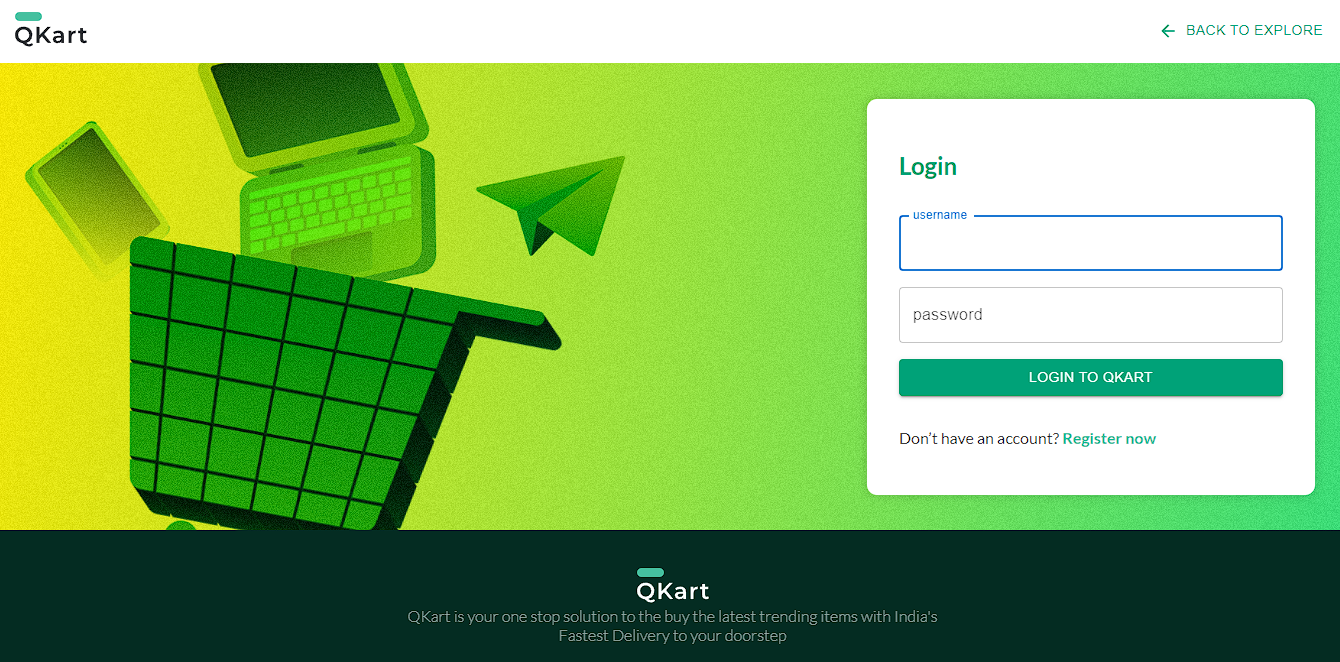 QKart
BACK TO EXPLORE
Login
username
password
LOGIN TO QKART
Don't have an account? Register now
QKart
QKart is your one stop solution to the buy the latest trending items with India's
Fastest Delivery to your doorstep